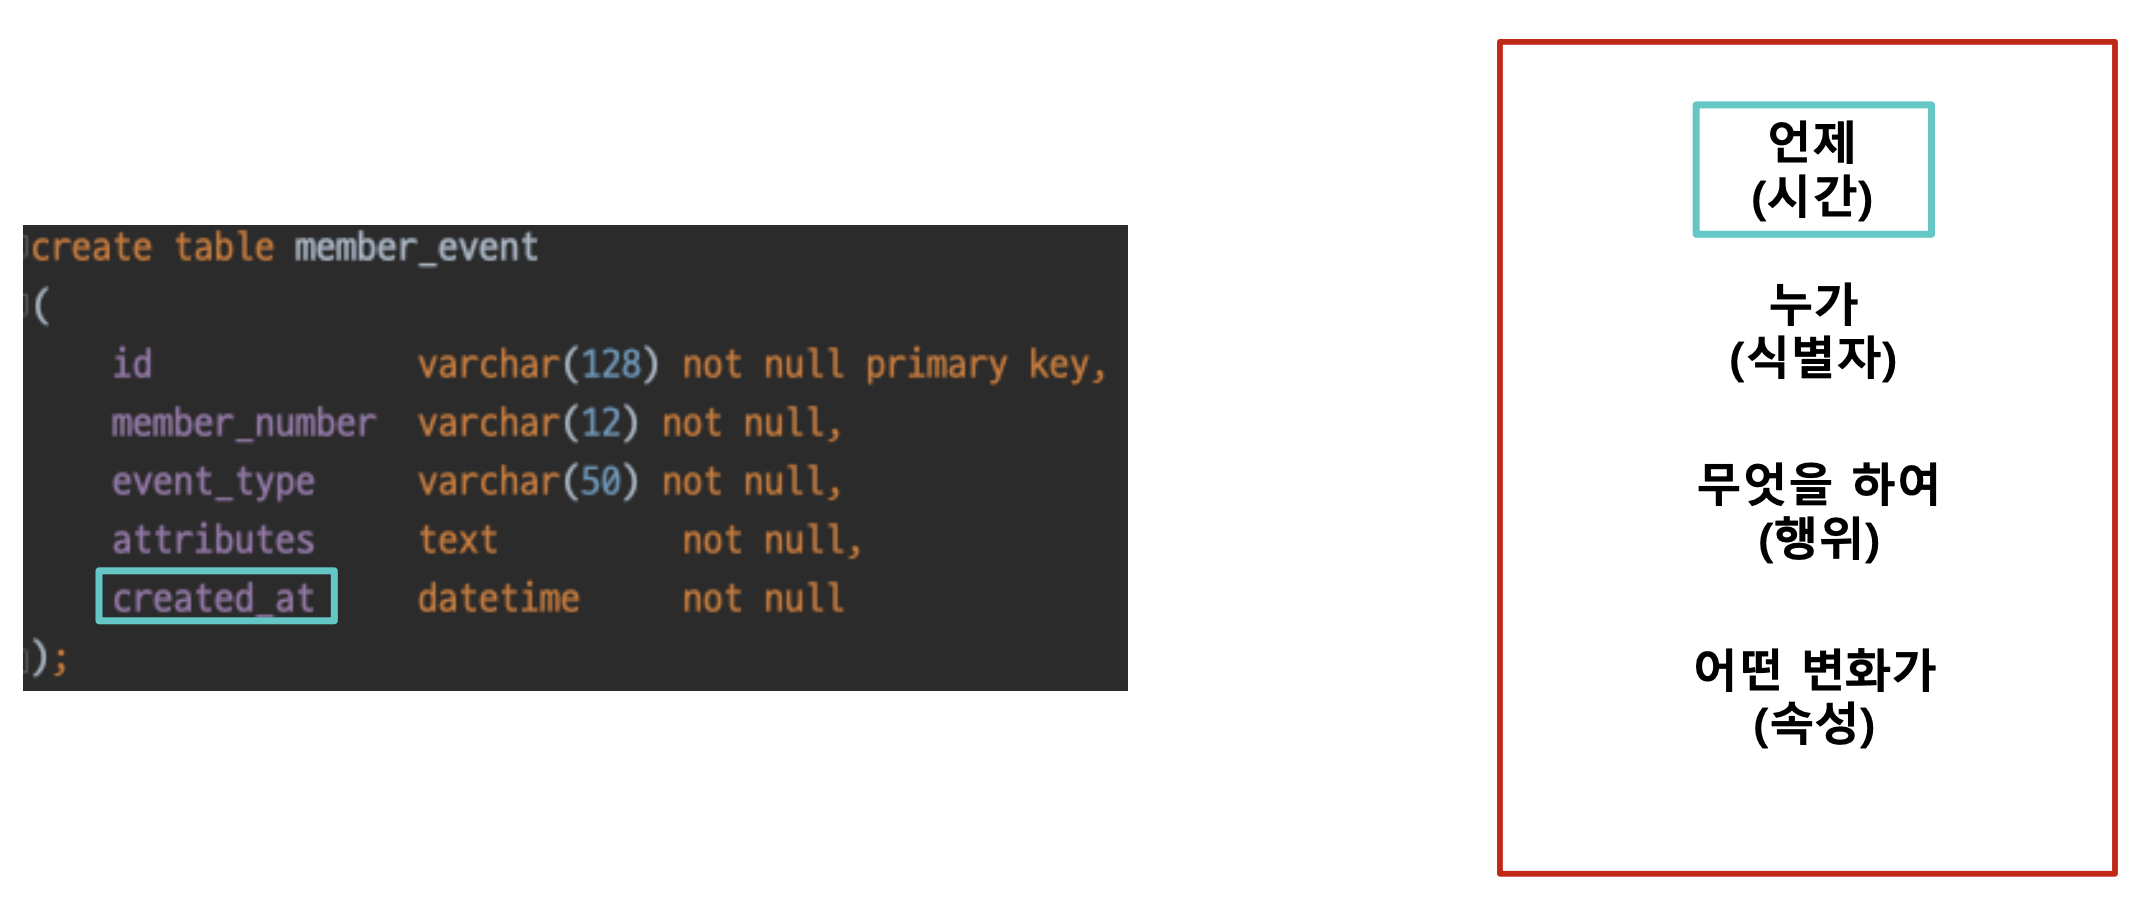 create table member_event
(
id varchar(128) not null primary key,
member_number varchar(12) not null,
event_type varchar(50) not null,
attributes text not null,
created_at datetime not null
);
언제
(시간)
누가
(식별자)
무엇을 하여
(행위)
어떤 변화가
(속성)